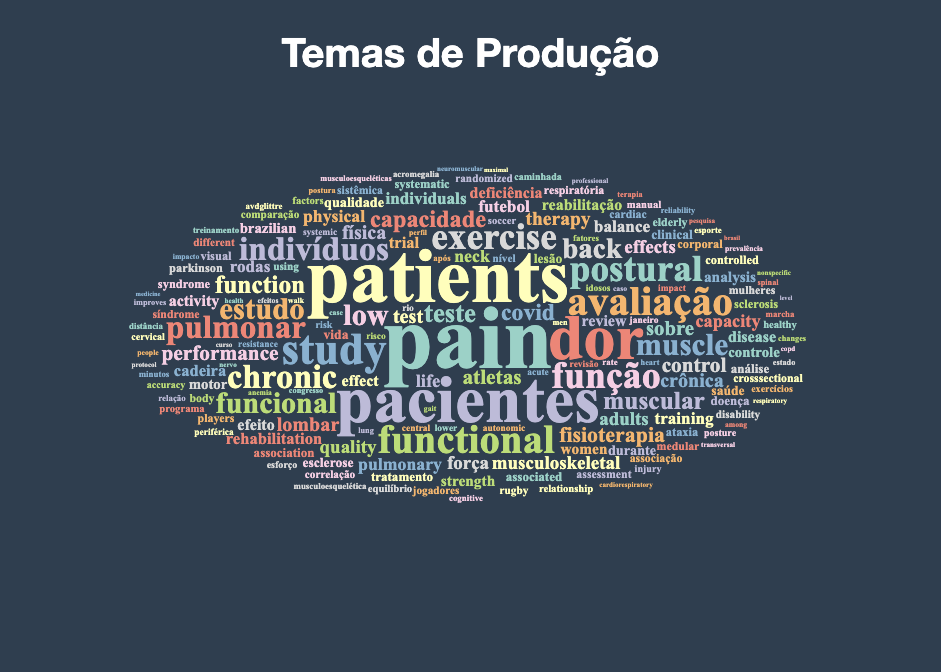 Temas de Produção
neuromuscular maximal
musculoesqueléticas acromegalia randomized caminhada professional
postura sistêmica systematic deficiência respiratória terapia
factors qualidade individuals futebol reabilitação manual
avdglittre comparação physical capacidade soccer therapy cardiac elderly reliability
treinamento brazilian systemic física perfil exercise balance clinical pesquisa esporte
different indivíduos trial após neck nível lesão fatores back effects corporal brasil prevalência
impacto visual parkinson rodas using patients postural controlled
syndrome function idosos caso impact analysis nonspecific spinal
medicine improves activity health efeitos walk estudo case low rio test teste covid men avaliação mulheres sclerosis level
síndrome distância cervical pulmonar risk vida risco pain dor review janeiro sobre capacity marcha healthy
people performance curso resistance nerve study revisão rate muscle heart disease controle changes copd
protocol minutos cadeira chronic effect life atletas acute função control crônica análise estado
accuracy motor anemia crosssectional exercícios
relação body funcional pacientes gait muscular saúde doença respiratory
programa players efeito lombar adults training disability among
periférica rehabilitation lung central lower autonomic functional fisioterapia ataxia posture
association quality women durante medular transversal
esforço esclerose pulmonary força musculoskeletal associação
correlação tratamento strength associated assessment injury
congresso musculoesquelética equilíbrio jogadores rugby relationship cardiorespiratory
cognitive